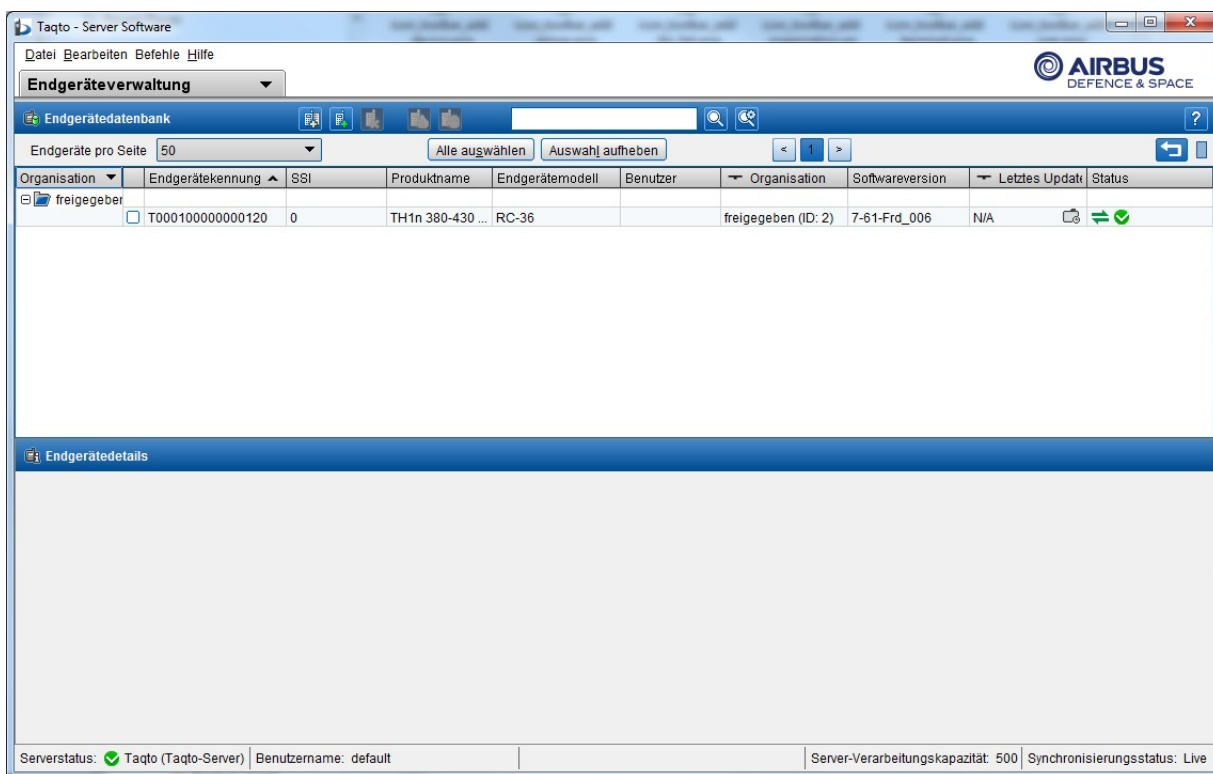 Taqto - Server Software
Datei Bearbeiten Befehle Hilfe
AIRBUS
DEFENCE & SPACE
Endgeräteverwaltung
Endgerätedatenbank
?
Endgeräte pro Seite 50 Alle auswählen Auswahl aufheben < 1 >
Organisation Endgerätekennung SSI Produktname Endgerätemodell Benutzer Organisation Softwareversion Letztes Update Status
freigegeben
T000100000000120 0 TH1n 380-430 ... RC-36 freigegeben (ID: 2) 7-61-Frd_006 N/A
Endgerätedetails
Serverstatus: Taqto (Taqto-Server) Benutzername: default Server-Verarbeitungskapazität: 500 Synchronisierungsstatus: Live